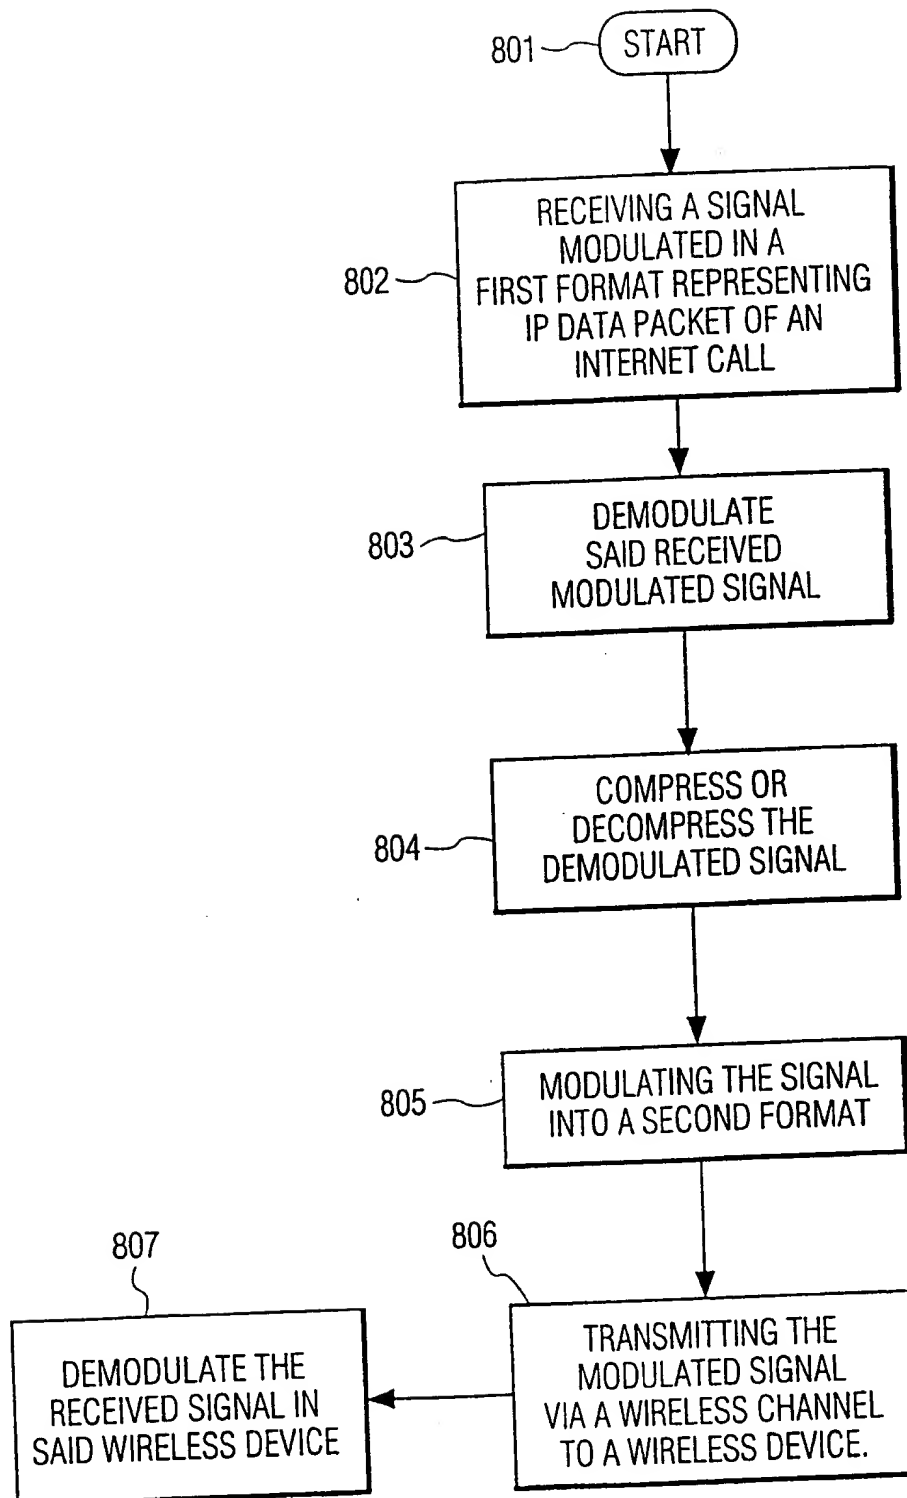 801
START
802
RECEIVING A SIGNAL
MODULATED IN A
FIRST FORMAT REPRESENTING
IP DATA PACKET OF AN
INTERNET CALL
803
DEMODULATE
SAID RECEIVED
MODULATED SIGNAL
804
COMPRESS OR
DECOMPRESS THE
DEMODULATED SIGNAL
805
MODULATING THE SIGNAL
INTO A SECOND FORMAT
806
TRANSMITTING THE
MODULATED SIGNAL
VIA A WIRELESS CHANNEL
TO A WIRELESS DEVICE.
807
DEMODULATE THE
RECEIVED SIGNAL IN
SAID WIRELESS DEVICE